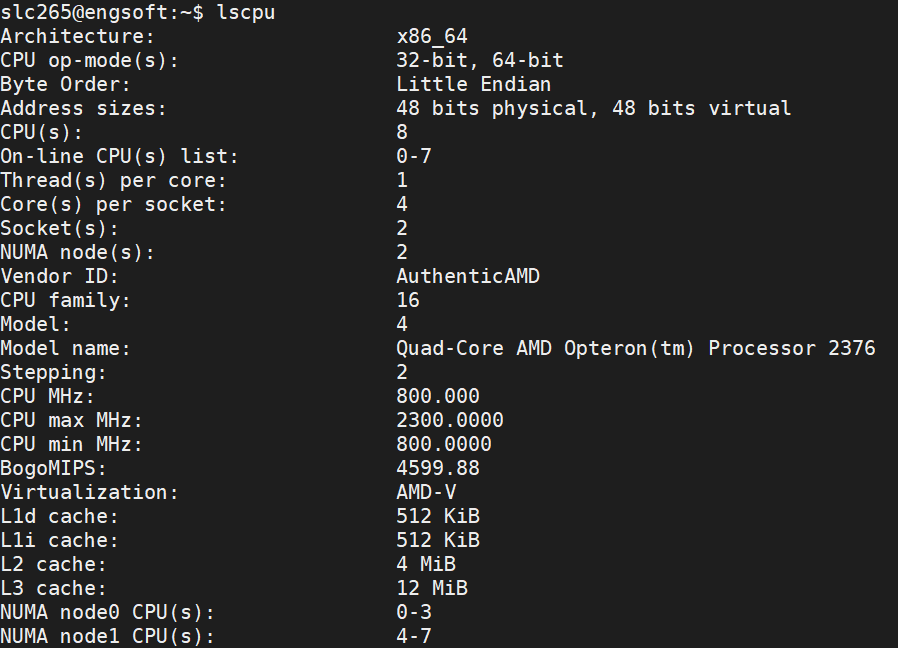 slc265@engsoft:~$ lscpu
Architecture: x86_64
CPU op-mode(s): 32-bit, 64-bit
Byte Order: Little Endian
Address sizes: 48 bits physical, 48 bits virtual
CPU(s): 8
On-line CPU(s) list: 0-7
Thread(s) per core: 1
Core(s) per socket: 4
Socket(s): 2
NUMA node(s): 2
Vendor ID: AuthenticAMD
CPU family: 16
Model: 4
Model name: Quad-Core AMD Opteron(tm) Processor 2376
Stepping: 2
CPU MHz: 800.000
CPU max MHz: 2300.0000
CPU min MHz: 800.0000
BogoMIPS: 4599.88
Virtualization: AMD-V
L1d cache: 512 KiB
L1i cache: 512 KiB
L2 cache: 4 MiB
L3 cache: 12 MiB
NUMA node0 CPU(s): 0-3
NUMA node1 CPU(s): 4-7